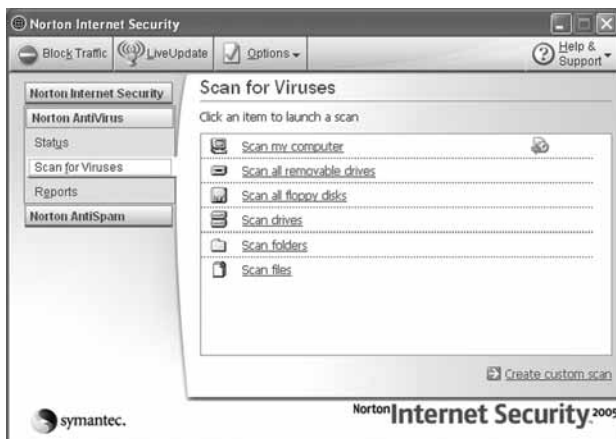 Norton Internet Security
Block Traffic LiveUpdate Options Help & Support
Norton Internet Security
Norton AntiVirus
Status
Scan for Viruses
Reports
Norton AntiSpam
Scan for Viruses
Click an item to launch a scan
Scan my computer
Scan all removable drives
Scan all floppy disks
Scan drives
Scan folders
Scan files
Create custom scan
symantec.
Norton Internet Security 2005